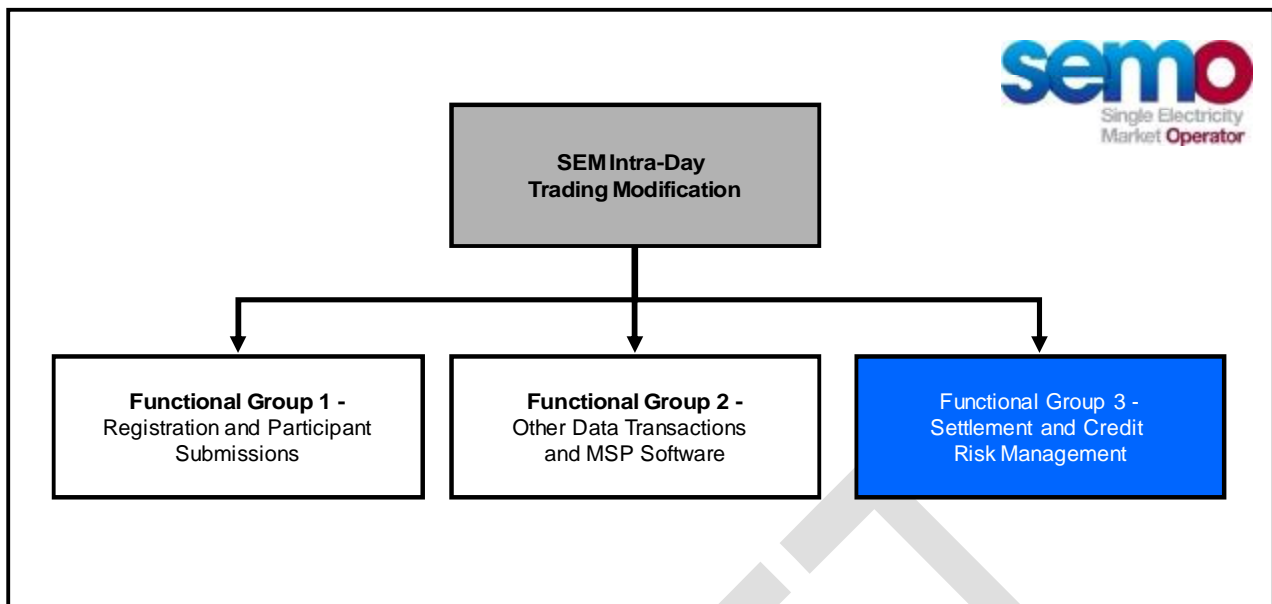 semo
Single Electricity
Market Operator
SEM Intra-Day
Trading Modification
Functional Group 1 -
Registration and Participant
Submissions
Functional Group 2 -
Other Data Transactions
and MSP Software
Functional Group 3 -
Settlement and Credit
Risk Management